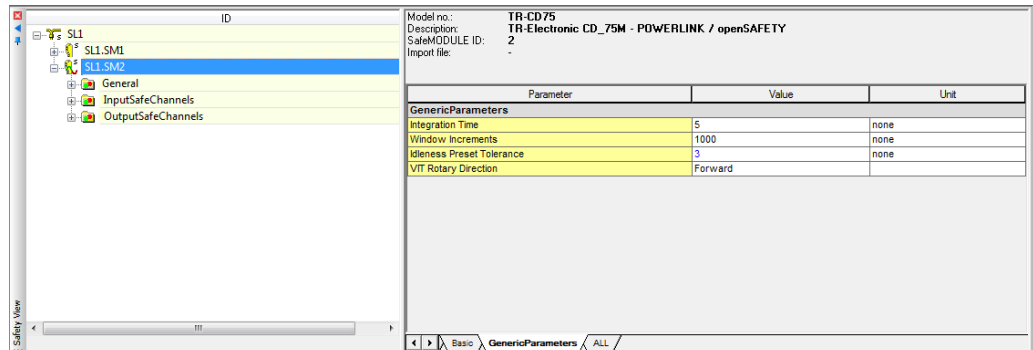 ID
SL1
SL1.SM1
SL1.SM2
General
InputSafeChannels
OutputSafeChannels
Safety View
Model no.: TR-CD75
Description: TR-Electronic CD_75M - POWERLINK / openSAFETY
SafeMODULE ID: 2
Import file: -
Parameter Value Unit
GenericParameters
Integration Time 5 none
Window Increments 1000 none
Idleness Preset Tolerance 3 none
VIT Rotary Direction Forward
Basic GenericParameters ALL